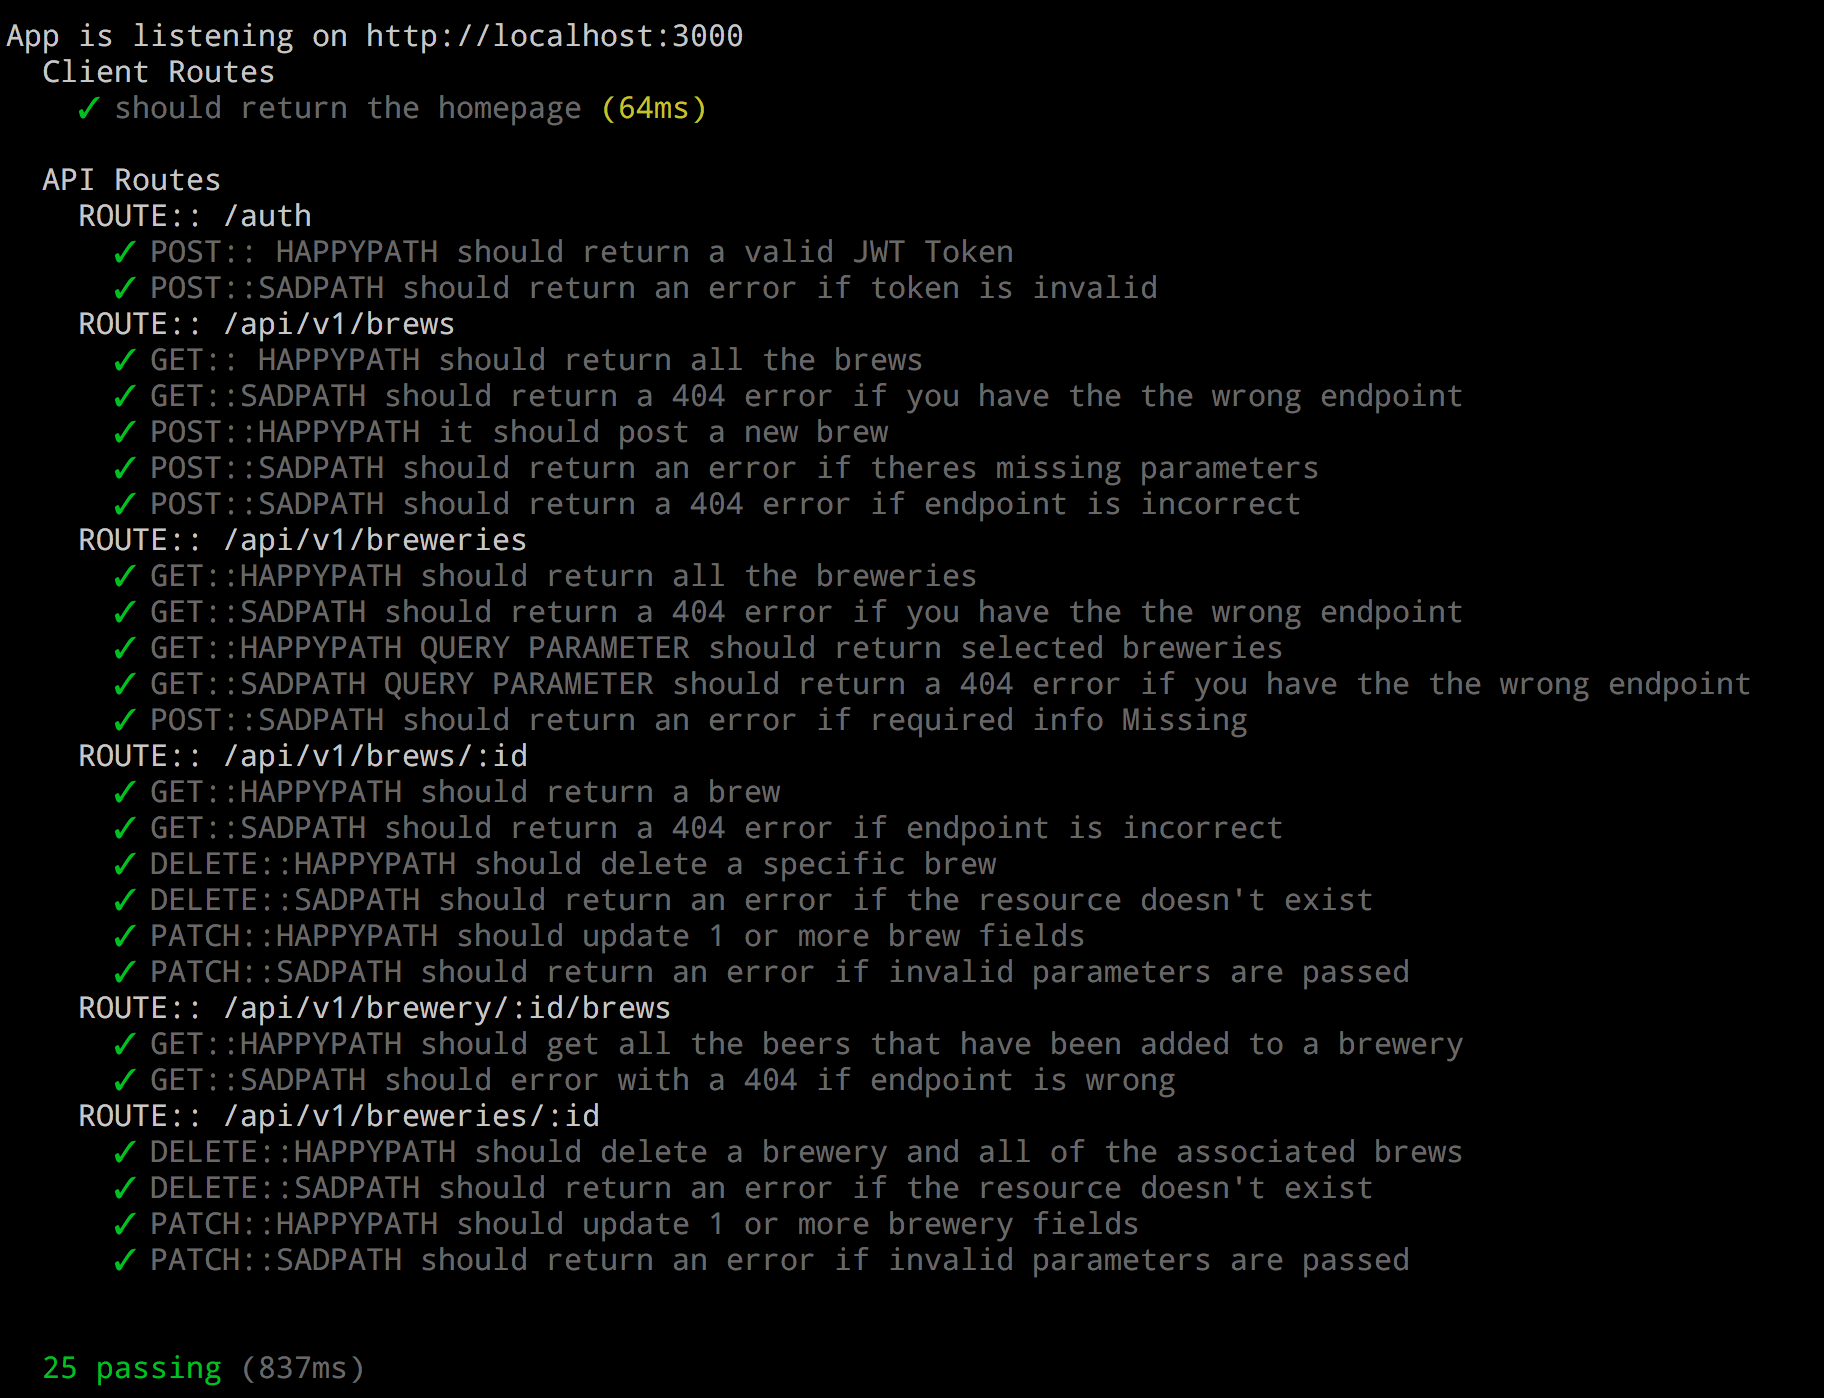 App is listening on http://localhost:3000
Client Routes
✓ should return the homepage (64ms)
API Routes
ROUTE:: /auth
✓ POST:: HAPPYPATH should return a valid JWT Token
✓ POST::SADPATH should return an error if token is invalid
ROUTE:: /api/v1/brews
✓ GET:: HAPPYPATH should return all the brews
✓ GET::SADPATH should return a 404 error if you have the the wrong endpoint
✓ POST::HAPPYPATH it should post a new brew
✓ POST::SADPATH should return an error if theres missing parameters
✓ POST::SADPATH should return a 404 error if endpoint is incorrect
ROUTE:: /api/v1/breweries
✓ GET::HAPPYPATH should return all the breweries
✓ GET::SADPATH should return a 404 error if you have the the wrong endpoint
✓ GET::HAPPYPATH QUERY PARAMETER should return selected breweries
✓ GET::SADPATH QUERY PARAMETER should return a 404 error if you have the the wrong endpoint
✓ POST::SADPATH should return an error if required info Missing
ROUTE:: /api/v1/brews/:id
✓ GET::HAPPYPATH should return a brew
✓ GET::SADPATH should return a 404 error if endpoint is incorrect
✓ DELETE::HAPPYPATH should delete a specific brew
✓ DELETE::SADPATH should return an error if the resource doesn't exist
✓ PATCH::HAPPYPATH should update 1 or more brew fields
✓ PATCH::SADPATH should return an error if invalid parameters are passed
ROUTE:: /api/v1/brewery/:id/brews
✓ GET::HAPPYPATH should get all the beers that have been added to a brewery
✓ GET::SADPATH should error with a 404 if endpoint is wrong
ROUTE:: /api/v1/breweries/:id
✓ DELETE::HAPPYPATH should delete a brewery and all of the associated brews
✓ DELETE::SADPATH should return an error if the resource doesn't exist
✓ PATCH::HAPPYPATH should update 1 or more brewery fields
✓ PATCH::SADPATH should return an error if invalid parameters are passed
25 passing (837ms)